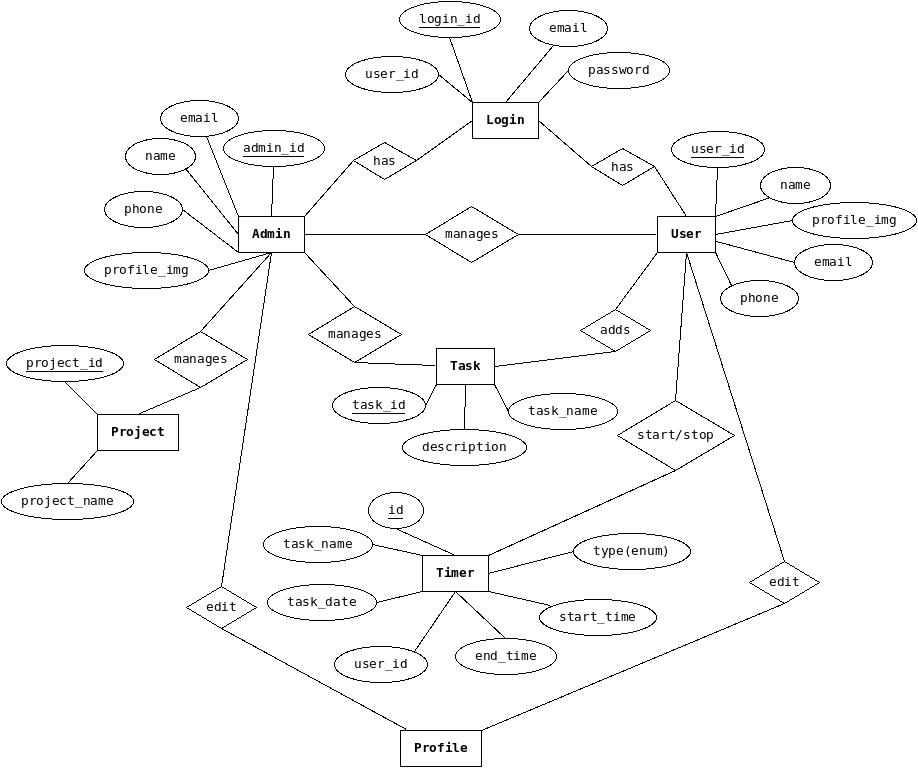 login_id
email
user_id
password
Login
email
name
admin_id
has
has
user_id
name
phone
profile_img
Admin
manages
User
profile_img
email
phone
manages
adds
project_id
manages
Task
task_id
task_name
Project
description
start/stop
project_name
id
task_name
type(enum)
Timer
edit
edit
task_date
start_time
user_id
end_time
Profile